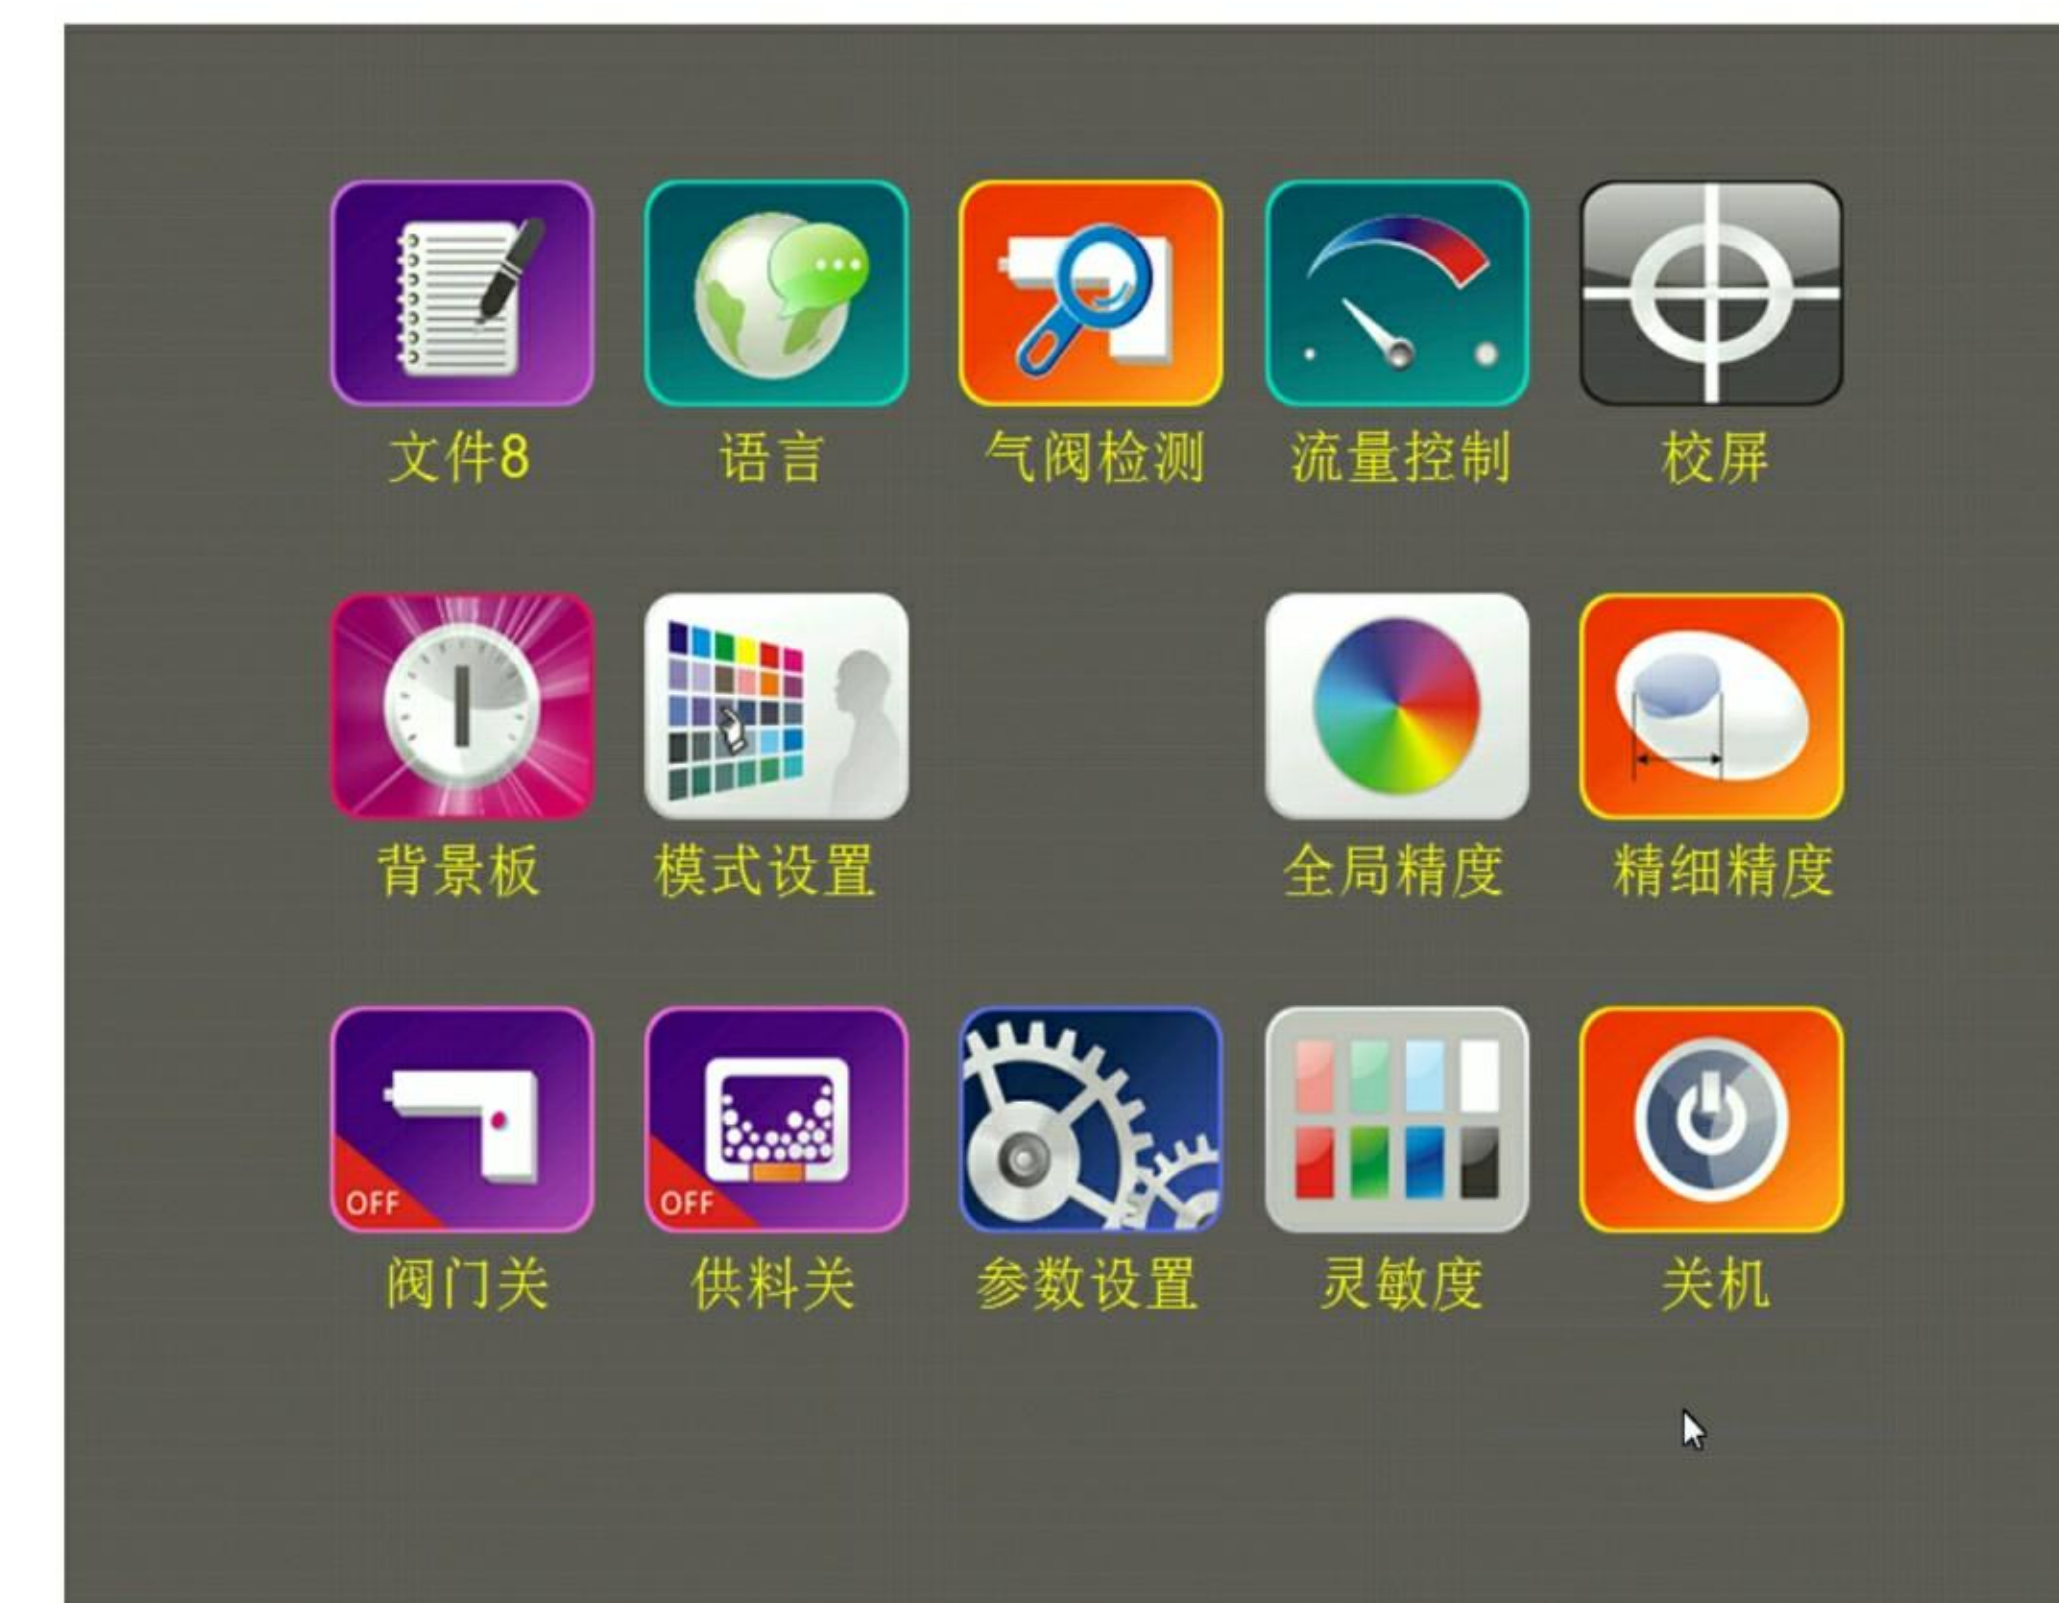 文件8 语言 气阀检测 流量控制 校屏
背景板 模式设置 全局精度 精细精度
OFF OFF
阀门关 供料关 参数设置 灵敏度 关机